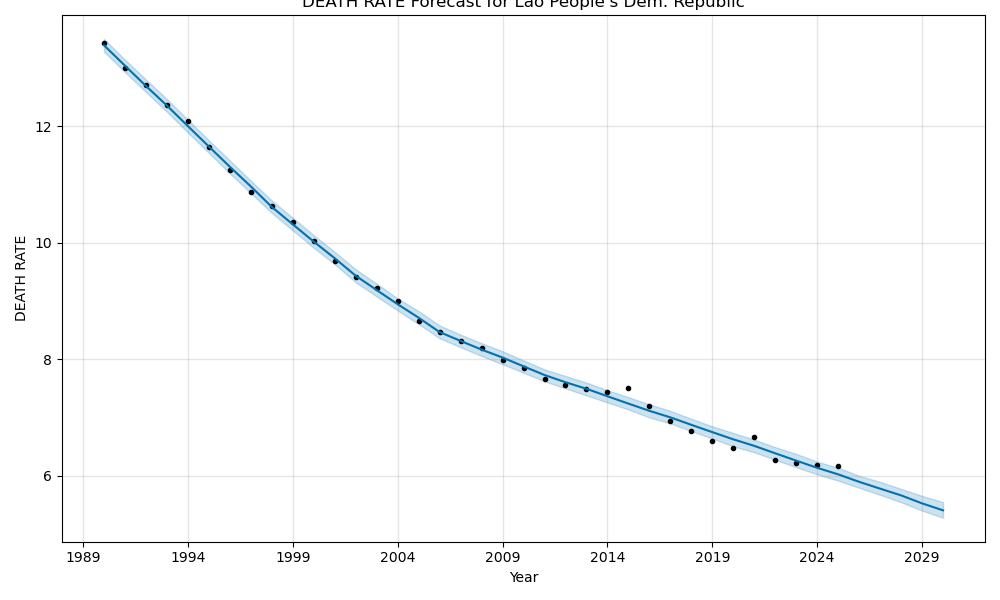 DEATH RATE Forecast for Lao People's Dem. Republic
DEATH RATE
12
10
8
6
1989 1994 1999 2004 2009 2014 2019 2024 2029
Year